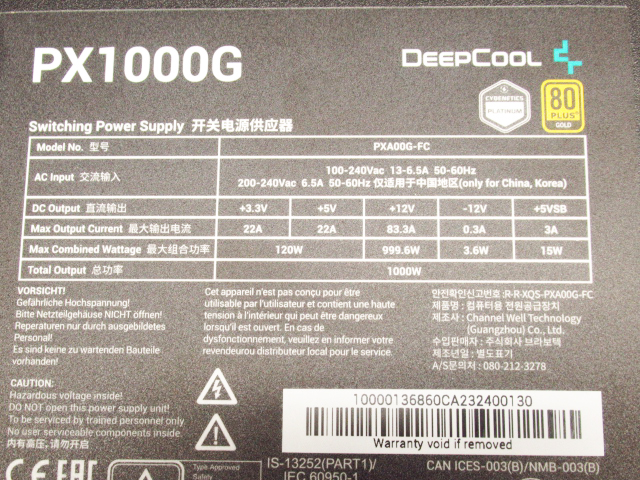 PX1000G
DEEPCOOL
CYBENETICS
PLATINUM
80
PLUS
GOLD
Switching Power Supply 开关电源供应器
Model No. 型号 PXA00G-FC
AC Input 交流输入 100-240Vac 13-6.5A 50-60Hz
200-240Vac 6.5A 50-60Hz 仅适用于中国地区(only for China, Korea)
DC Output 直流输出 +3.3V +5V +12V -12V +5VSB
Max Output Current 最大输出电流 22A 22A 83.3A 0.3A 3A
Max Combined Wattage 最大组合功率 120W 999.6W 3.6W 15W
Total Output 总功率 1000W
VORSICHT!
Gefährliche Hochspannung!
Bitte Netzteilgehäuse NICHT öffnen!
Reperaturen nur durch ausgebildetes
Personal!
Es sind keine zu wartenden Bauteile
vorhanden!
Cet appareil n'est pas conçu pour être
utilisable par l'utilisateur et contient une haute
tension à l'intérieur qui peut être dangereux
lorsqu'il est ouvert. En cas de
dysfonctionnement, veuillez en informer votre
revendeurou distributeur local pour le service.
안전확인신고번호:R-R-XQS-PXA00G-FC
제품명 : 컴퓨터용 전원공급장치
제조사 : Channel Well Technology
(Guangzhou) Co., Ltd.
수입판매자 : 주식회사 브라보텍
제조년일 : 별도표기
A/S문의처 : 080-212-3278
CAUTION:
Hazardous voltage inside!
DO NOT open this power supply unit!
To be serviced by trained personnel only
No user serviceable components inside.
内有高压, 请勿开启
10000136860CA232400130
Warranty void if removed
CE EAC
Type Approved
Safety
IS-13252(PART1)/
IEC 60950-1
CAN ICES-003(B)/NMB-003(B)